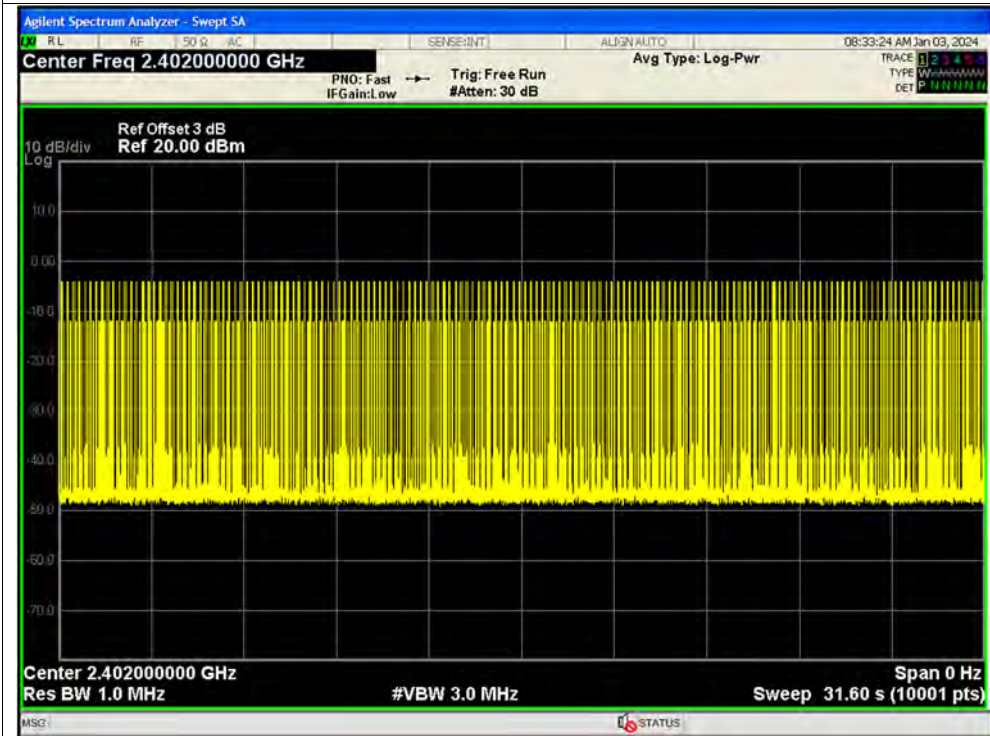 Agilent Spectrum Analyzer - Swept SA
RL RF 50 Ω AC SENSE:INT ALIGN AUTO 08:33:24 AM Jan 03, 2024
Center Freq 2.402000000 GHz Avg Type: Log-Pwr TRACE 1 2 3 4 5 6
PNO: Fast Trig: Free Run TYPE
IFGain:Low #Atten: 30 dB DET P N N N N N
Ref Offset 3 dB
10 dB/div Ref 20.00 dBm
Log
10.0
0.00
-10.0
-20.0
-30.0
-40.0
-50.0
-60.0
-70.0
Center 2.402000000 GHz Span 0 Hz
Res BW 1.0 MHz #VBW 3.0 MHz Sweep 31.60 s (10001 pts)
MSG STATUS